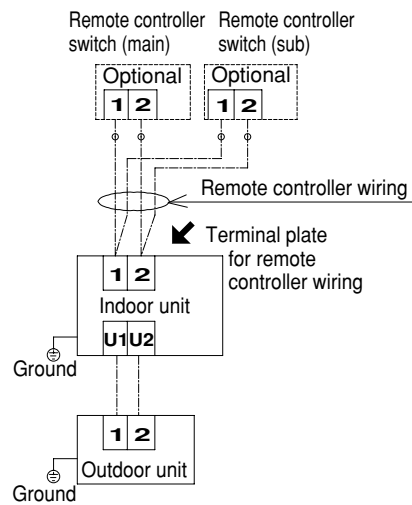 Remote controller
switch (main)
Remote controller
switch (sub)
Optional
1 2
Optional
1 2
Remote controller wiring
Terminal plate
for remote
controller wiring
1 2
Indoor unit
U1 U2
Ground
1 2
Outdoor unit
Ground